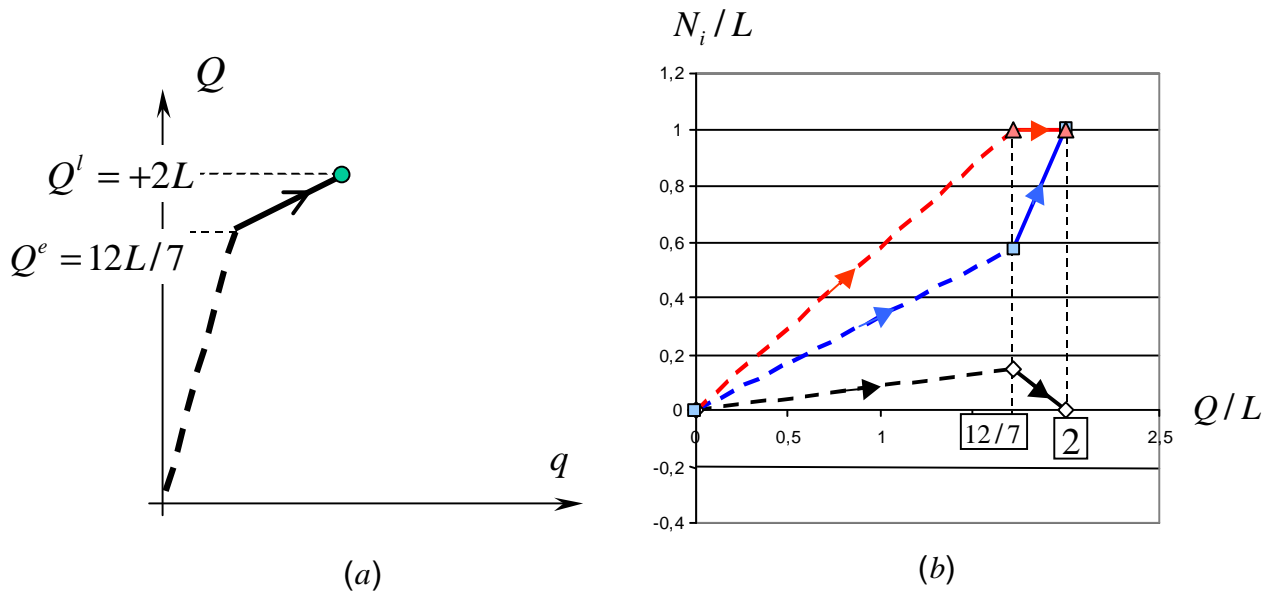 Q
Q^l = +2L
Q^e = 12L/7
q
(a)
N_i / L
1,2
1
0,8
0,6
0,4
0,2
0
-0,2
-0,4
0
0,5
1
12/7
2
2,5
Q / L
(b)